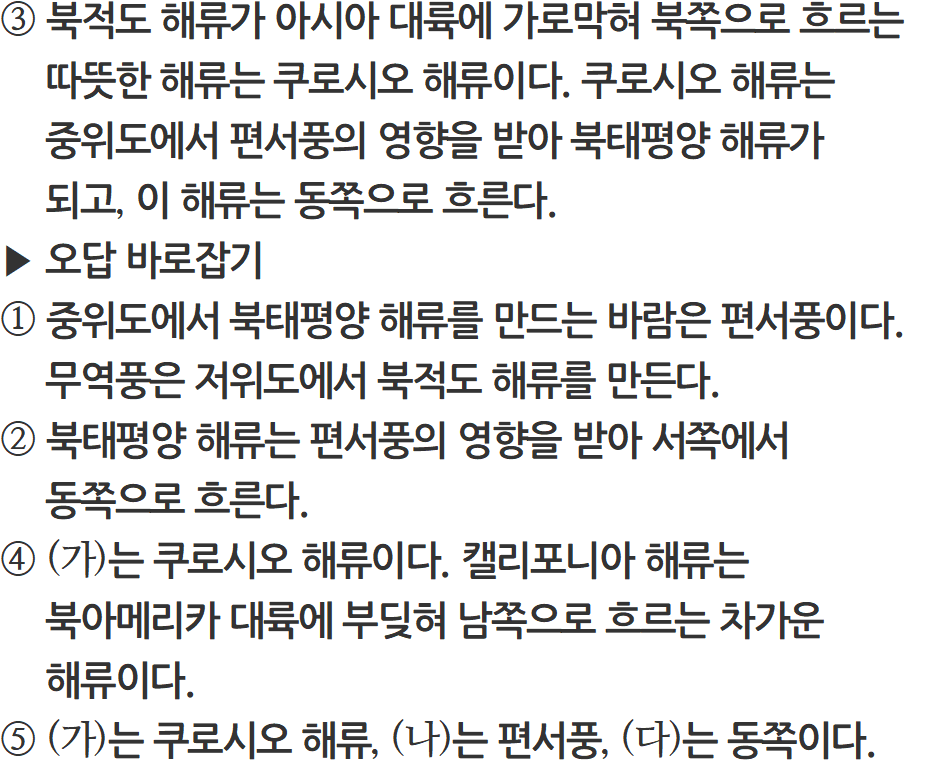 ③ 북적도 해류가 아시아 대륙에 가로막혀 북쪽으로 흐르는
따뜻한 해류는 쿠로시오 해류이다. 쿠로시오 해류는
중위도에서 편서풍의 영향을 받아 북태평양 해류가
되고, 이 해류는 동쪽으로 흐른다.
▶ 오답 바로잡기
① 중위도에서 북태평양 해류를 만드는 바람은 편서풍이다.
무역풍은 저위도에서 북적도 해류를 만든다.
② 북태평양 해류는 편서풍의 영향을 받아 서쪽에서
동쪽으로 흐른다.
④ (가)는 쿠로시오 해류이다. 캘리포니아 해류는
북아메리카 대륙에 부딪혀 남쪽으로 흐르는 차가운
해류이다.
⑤ (가)는 쿠로시오 해류, (나)는 편서풍, (다)는 동쪽이다.